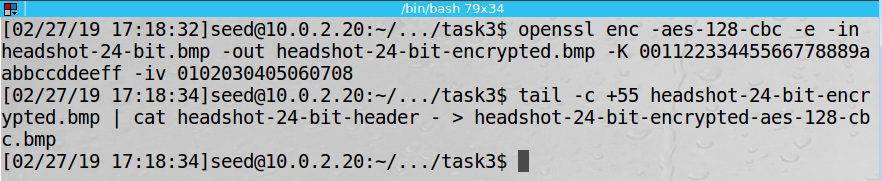 /bin/bash 79x34
[02/27/19 17:18:32]seed@10.0.2.20:~/.../task3$ openssl enc -aes-128-cbc -e -in
headshot-24-bit.bmp -out headshot-24-bit-encrypted.bmp -K 00112233445566778889a
abbccddeeff -iv 0102030405060708
[02/27/19 17:18:34]seed@10.0.2.20:~/.../task3$ tail -c +55 headshot-24-bit-encr
ypted.bmp | cat headshot-24-bit-header - > headshot-24-bit-encrypted-aes-128-cb
c.bmp
[02/27/19 17:18:34]seed@10.0.2.20:~/.../task3$